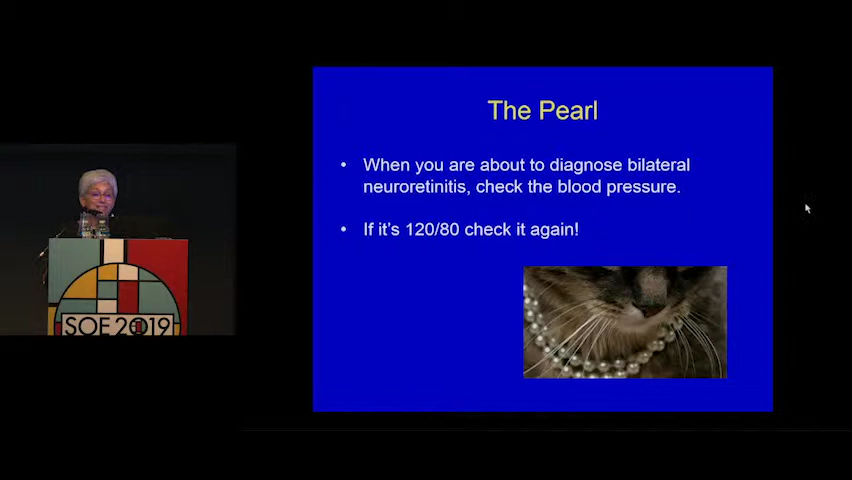 The Pearl
• When you are about to diagnose bilateral
neuroretinitis, check the blood pressure.
• If it's 120/80 check it again!
SOE 2019